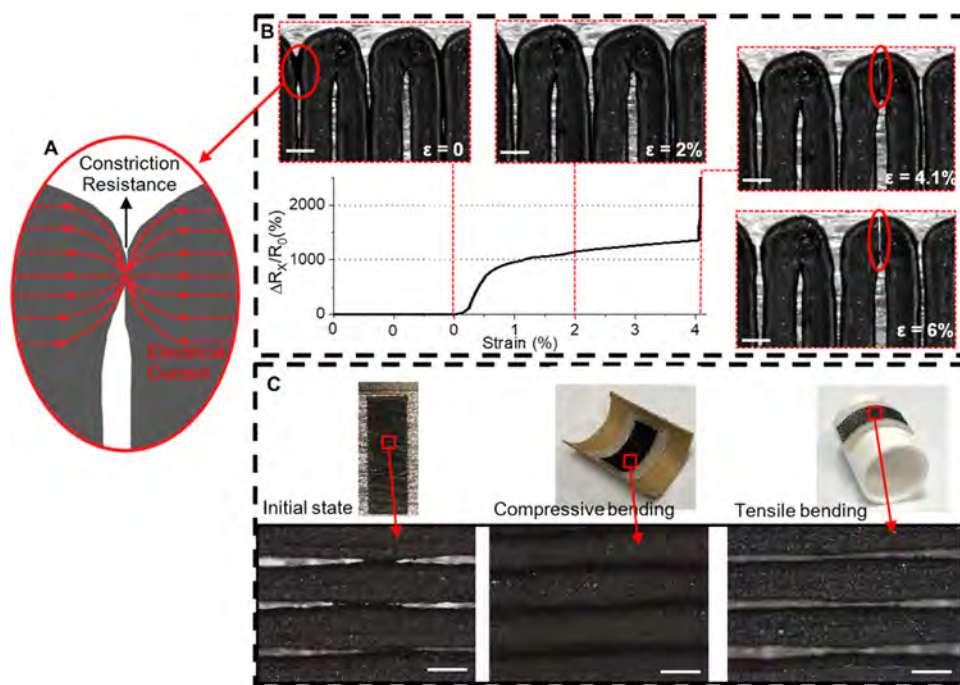 B
ε = 0
ε = 2%
A
Constriction
Resistance
ε = 4.1%
Electrical
Current
ΔRx/R0(%)
2000
1000
0
0 0 0 1 2 3 4
Strain (%)
ε = 6%
C
Initial state
Compressive bending
Tensile bending